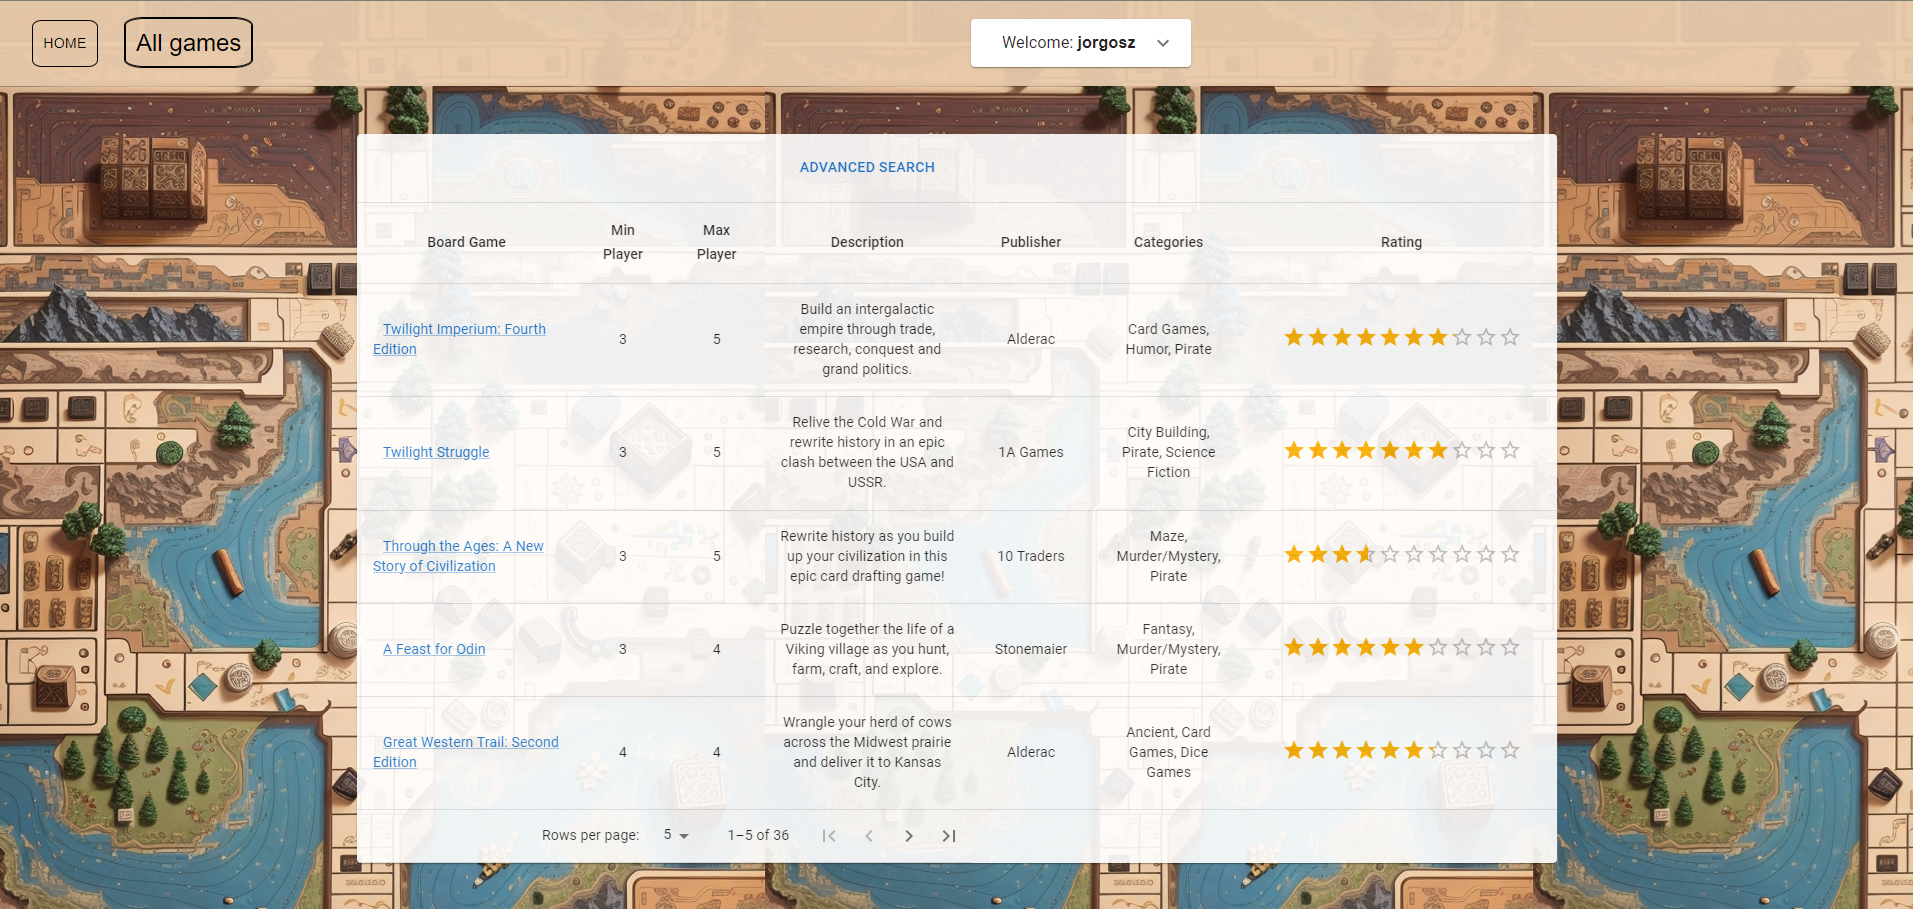 HOME
All games
Welcome: jorgosz
ADVANCED SEARCH
Board Game
Min
Player
Max
Player
Description
Publisher
Categories
Rating
Twilight Imperium: Fourth
Edition
3
5
Build an intergalactic
empire through trade,
research, conquest and
grand politics.
Alderac
Card Games,
Humor, Pirate
Twilight Struggle
3
5
Relive the Cold War and
rewrite history in an epic
clash between the USA and
USSR.
1A Games
City Building,
Pirate, Science
Fiction
Through the Ages: A New
Story of Civilization
3
5
Rewrite history as you build
up your civilization in this
epic card drafting game!
10 Traders
Maze,
Murder/Mystery,
Pirate
A Feast for Odin
3
4
Puzzle together the life of a
Viking village as you hunt,
farm, craft, and explore.
Stonemaier
Fantasy,
Murder/Mystery,
Pirate
Great Western Trail: Second
Edition
4
4
Wrangle your herd of cows
across the Midwest prairie
and deliver it to Kansas
City.
Alderac
Ancient, Card
Games, Dice
Games
Rows per page: 5 1–5 of 36